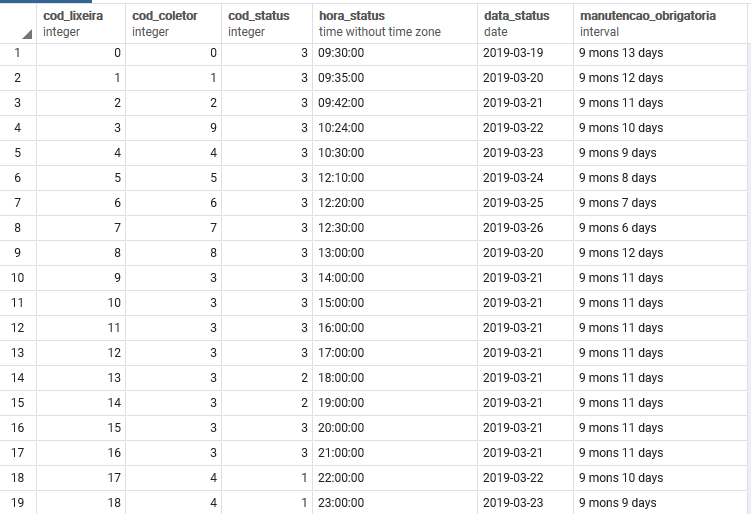 cod_lixeira cod_coletor cod_status hora_status data_status manutencao_obrigatoria
integer integer integer time without time zone date interval
1 0 0 3 09:30:00 2019-03-19 9 mons 13 days
2 1 1 3 09:35:00 2019-03-20 9 mons 12 days
3 2 2 3 09:42:00 2019-03-21 9 mons 11 days
4 3 9 3 10:24:00 2019-03-22 9 mons 10 days
5 4 4 3 10:30:00 2019-03-23 9 mons 9 days
6 5 5 3 12:10:00 2019-03-24 9 mons 8 days
7 6 6 3 12:20:00 2019-03-25 9 mons 7 days
8 7 7 3 12:30:00 2019-03-26 9 mons 6 days
9 8 8 3 13:00:00 2019-03-20 9 mons 12 days
10 9 3 3 14:00:00 2019-03-21 9 mons 11 days
11 10 3 3 15:00:00 2019-03-21 9 mons 11 days
12 11 3 3 16:00:00 2019-03-21 9 mons 11 days
13 12 3 3 17:00:00 2019-03-21 9 mons 11 days
14 13 3 2 18:00:00 2019-03-21 9 mons 11 days
15 14 3 2 19:00:00 2019-03-21 9 mons 11 days
16 15 3 3 20:00:00 2019-03-21 9 mons 11 days
17 16 3 3 21:00:00 2019-03-21 9 mons 11 days
18 17 4 1 22:00:00 2019-03-22 9 mons 10 days
19 18 4 1 23:00:00 2019-03-23 9 mons 9 days